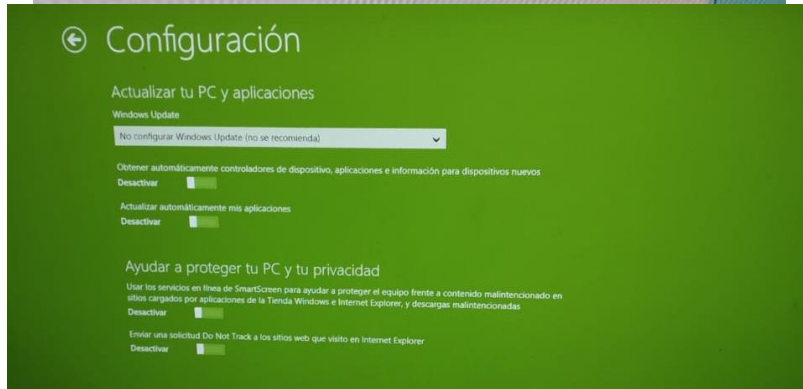 Configuración
Actualizar tu PC y aplicaciones
Windows Update
No configurar Windows Update (no se recomienda)
Obtener automáticamente controladores de dispositivo, aplicaciones e información para dispositivos nuevos
Desactivar
Actualizar automáticamente mis aplicaciones
Desactivar
Ayudar a proteger tu PC y tu privacidad
Usar los servicios en línea de SmartScreen para ayudar a proteger el equipo frente a contenido malintencionado en
sitios cargados por aplicaciones de la Tienda Windows e Internet Explorer, y descargas malintencionadas
Desactivar
Enviar una solicitud Do Not Track a los sitios web que visito en Internet Explorer
Desactivar